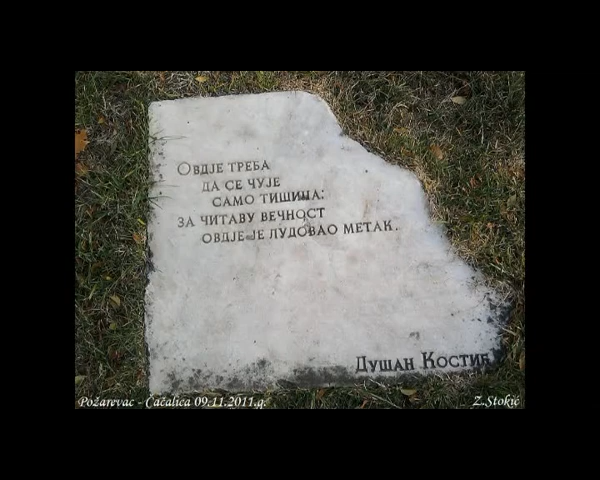 Овдје треба
да се чује
само тишина:
за читаву вечност
овдје је лудовао метак.
Душан Костић
Požarevac - Čačalica 09.11.2011.g.
Z.Stokić